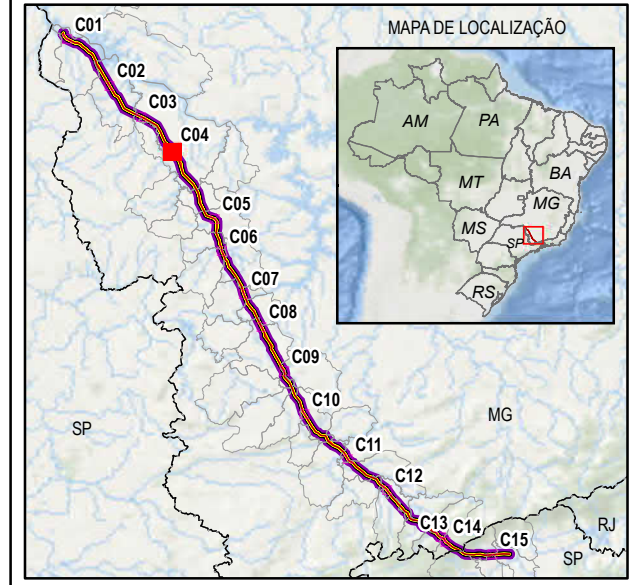 C01
MAPA DE LOCALIZAÇÃO
C02
C03
C04
C05
C06
C07
C08
C09
C10
C11
C12
C13
C14
C15
SP
MG
RJ
SP
AM
PA
MT
BA
MG
MS
SP
RS